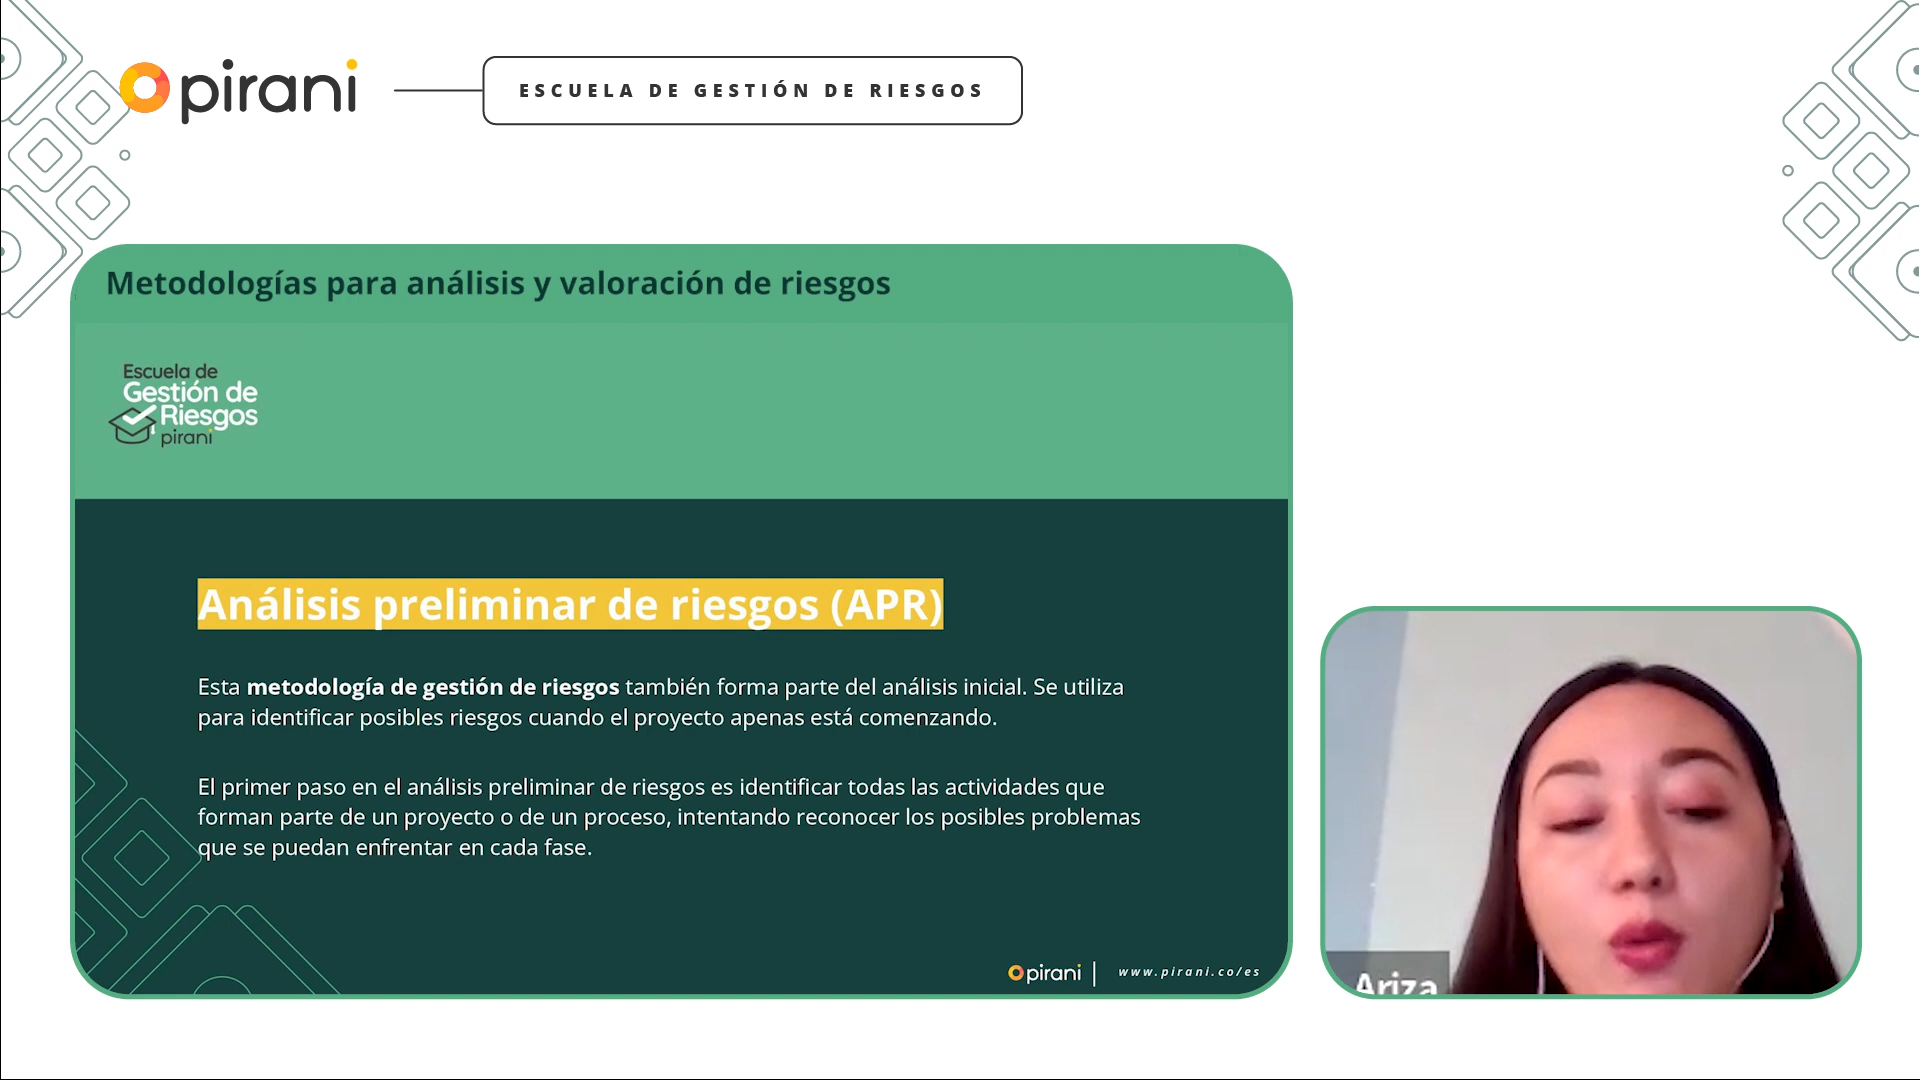 pirani
ESCUELA DE GESTIÓN DE RIESGOS
Metodologías para análisis y valoración de riesgos
Escuela de
Gestión de
Riesgos
pirani
Análisis preliminar de riesgos (APR)
Esta metodología de gestión de riesgos también forma parte del análisis inicial. Se utiliza
para identificar posibles riesgos cuando el proyecto apenas está comenzando.
El primer paso en el análisis preliminar de riesgos es identificar todas las actividades que
forman parte de un proyecto o de un proceso, intentando reconocer los posibles problemas
que se puedan enfrentar en cada fase.
pirani | www.pirani.co/es
Ariza